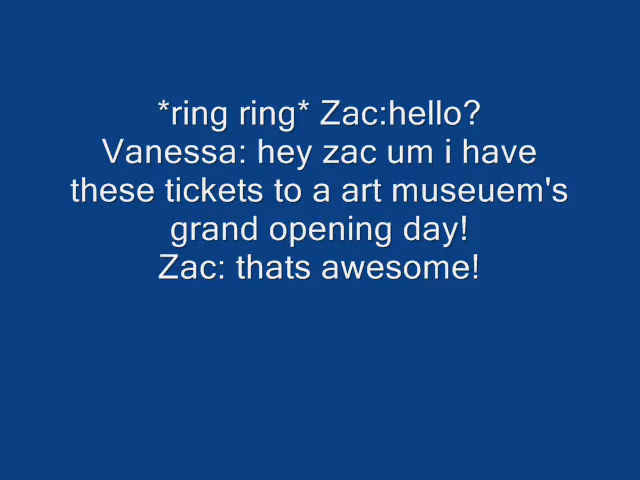 *ring ring* Zac:hello?
Vanessa: hey zac um i have
these tickets to a art museuem's
grand opening day!
Zac: thats awesome!